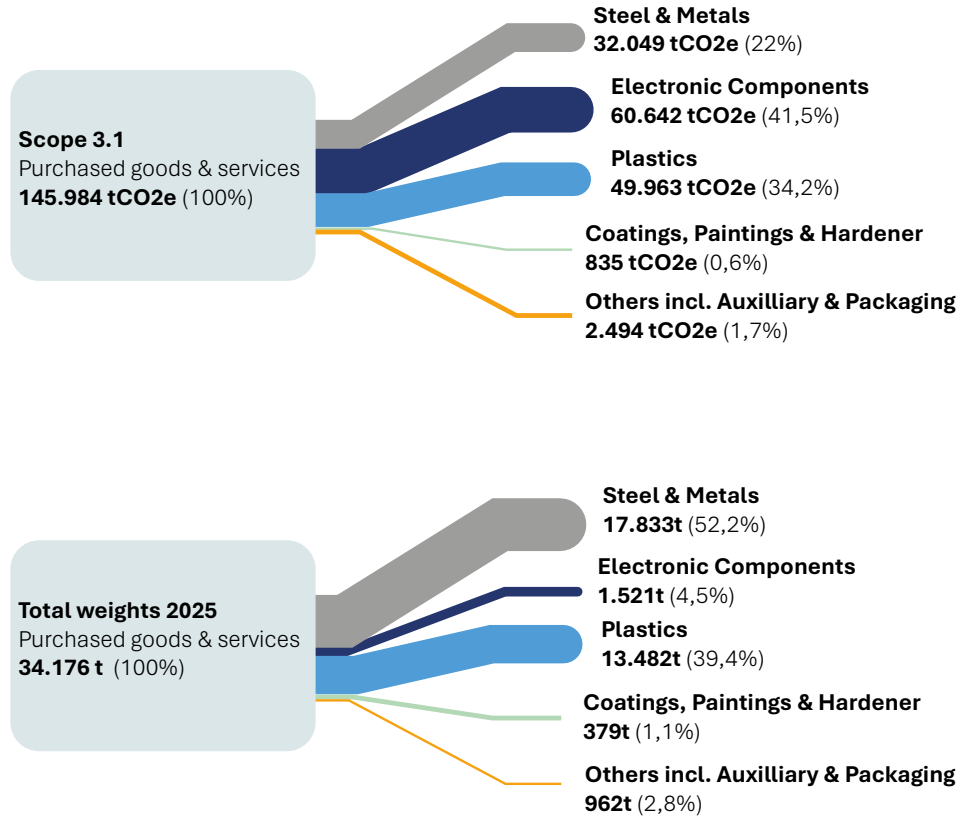 Scope 3.1
Purchased goods & services
145.984 tCO2e (100%)
Steel & Metals
32.049 tCO2e (22%)
Electronic Components
60.642 tCO2e (41,5%)
Plastics
49.963 tCO2e (34,2%)
Coatings, Paintings & Hardener
835 tCO2e (0,6%)
Others incl. Auxilliary & Packaging
2.494 tCO2e (1,7%)
Total weights 2025
Purchased goods & services
34.176 t (100%)
Steel & Metals
17.833t (52,2%)
Electronic Components
1.521t (4,5%)
Plastics
13.482t (39,4%)
Coatings, Paintings & Hardener
379t (1,1%)
Others incl. Auxilliary & Packaging
962t (2,8%)